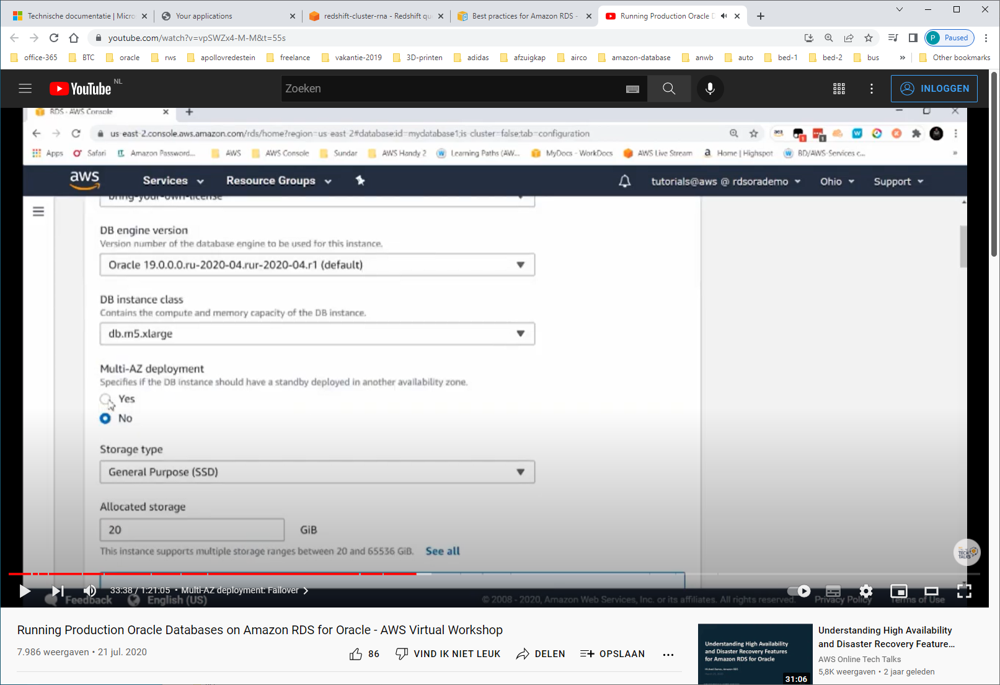 Technische documentatie | Micro
Your applications
redshift-cluster-rna - Redshift qu
Best practices for Amazon RDS -
Running Production Oracle D
youtube.com/watch?v=vpSWZx4-M-M&t=55s
P Paused
office-365 BTC oracle rws apollovredestein freelance vakantie-2019 3D-printen adidas afzuigkap airco amazon-database anwb auto bed-1 bed-2 bus » Other bookmarks
YouTube NL
Zoeken
INLOGGEN
RDS - AWS Console
us-east-2.console.aws.amazon.com/rds/home?region=us-east-2#database:id=mydatabase1;is-cluster=false;tab=configuration
Apps Safari Amazon Password... AWS AWS Console Sundar AWS Handy 2 Learning Paths (AW... MyDocs - WorkDocs AWS Live Stream Home | Highspot BD/AWS-Services c... »
aws Services Resource Groups tutorials@aws @ rdsorademo Ohio Support
bring-your-own-license
DB engine version
Version number of the database engine to be used for this instance.
Oracle 19.0.0.0.ru-2020-04.rur-2020-04.r1 (default)
DB instance class
Contains the compute and memory capacity of the DB instance.
db.m5.xlarge
Multi-AZ deployment
Specifies if the DB instance should have a standby deployed in another availability zone.
Yes
No
Storage type
General Purpose (SSD)
Allocated storage
20 GiB
This instance supports multiple storage ranges between 20 and 65536 GiB. See all
TECH TALKS
33:38 / 1:21:05 • Multi-AZ deployment: Failover
Feedback English (US) © 2008 - 2020, Amazon Web Services, Inc. or its affiliates. All rights reserved. Privacy Policy Terms of Use
Running Production Oracle Databases on Amazon RDS for Oracle - AWS Virtual Workshop
7.986 weergaven • 21 jul. 2020
86 VIND IK NIET LEUK DELEN OPSLAAN
Understanding High Availability
and Disaster Recovery Features
for Amazon RDS for Oracle
31:06
Understanding High Availability
and Disaster Recovery Feature...
AWS Online Tech Talks
5,8K weergaven • 2 jaar geleden